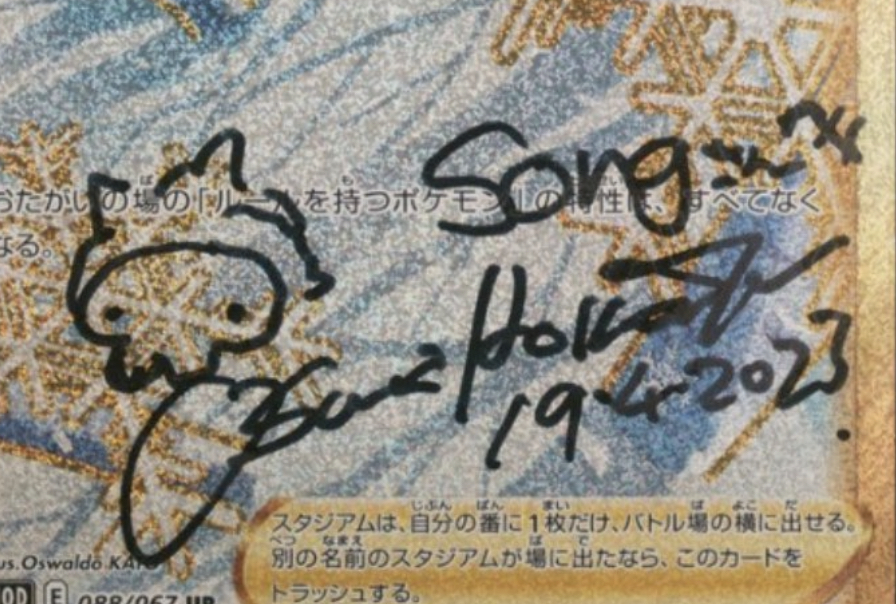 おたがいの場の「ルールを持つポケモン」の特性は、すべてなく
なる。
Song さんえ
19.4.2023.
us.Oswaldo KATO
スタジアムは、自分の番に1枚だけ、バトル場の横に出せる。
別の名前のスタジアムが場に出たなら、このカードを
トラッシュする。
E 088/067 UR